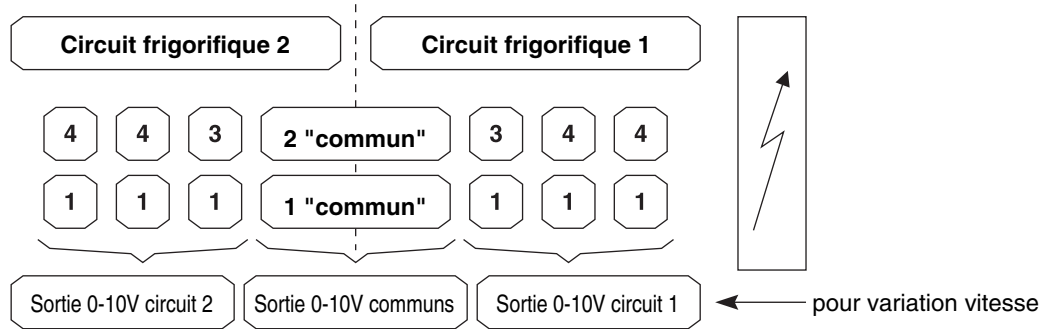 Circuit frigorifique 2 Circuit frigorifique 1
4 4 3 2 "commun" 3 4 4
1 1 1 1 "commun" 1 1 1
Sortie 0-10V circuit 2 Sortie 0-10V communs Sortie 0-10V circuit 1 pour variation vitesse